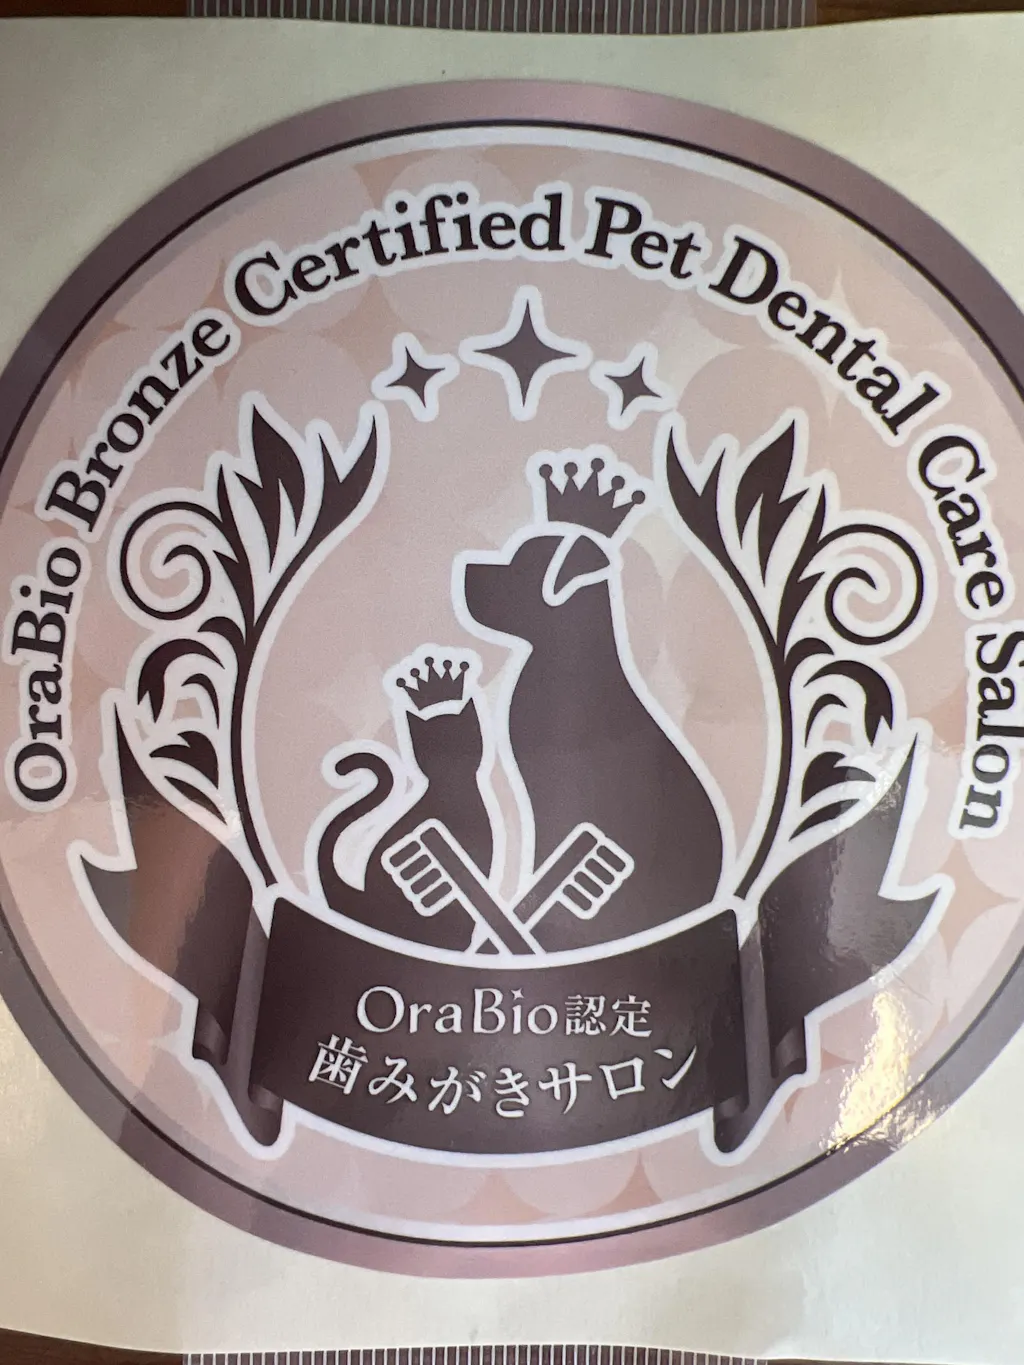 OraBio Bronze Certified Pet Dental Care Salon
OraBio認定
歯みがきサロン